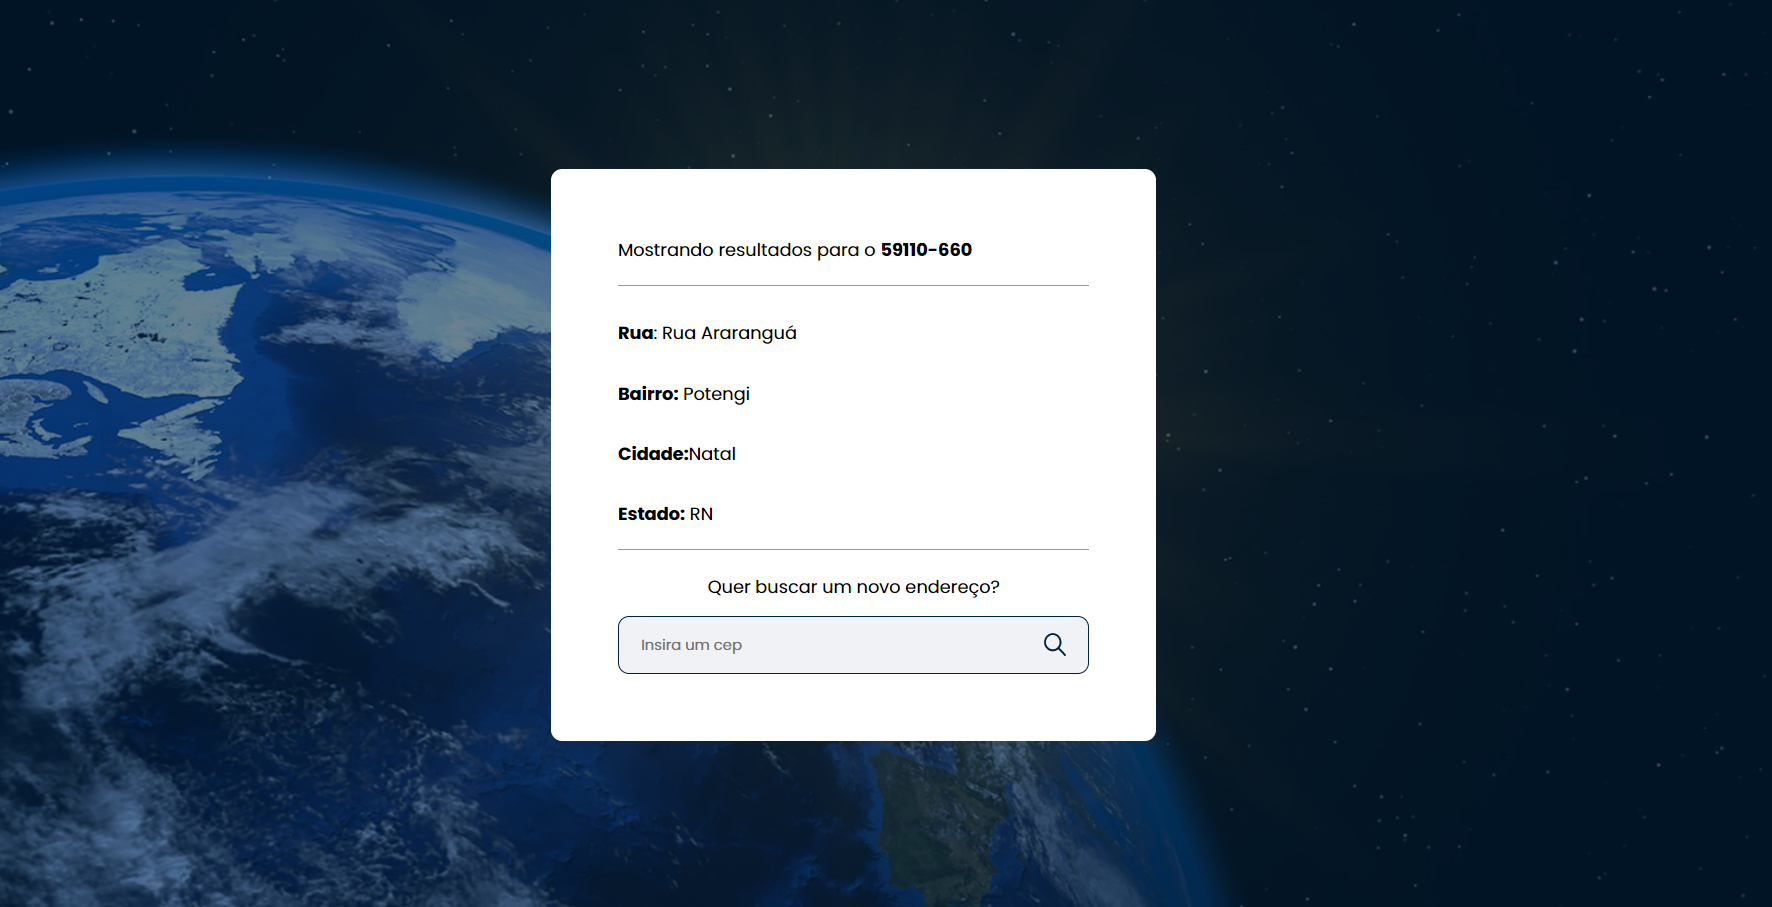 Mostrando resultados para o 59110-660
Rua: Rua Araranguá
Bairro: Potengi
Cidade:Natal
Estado: RN
Quer buscar um novo endereço?
Insira um cep